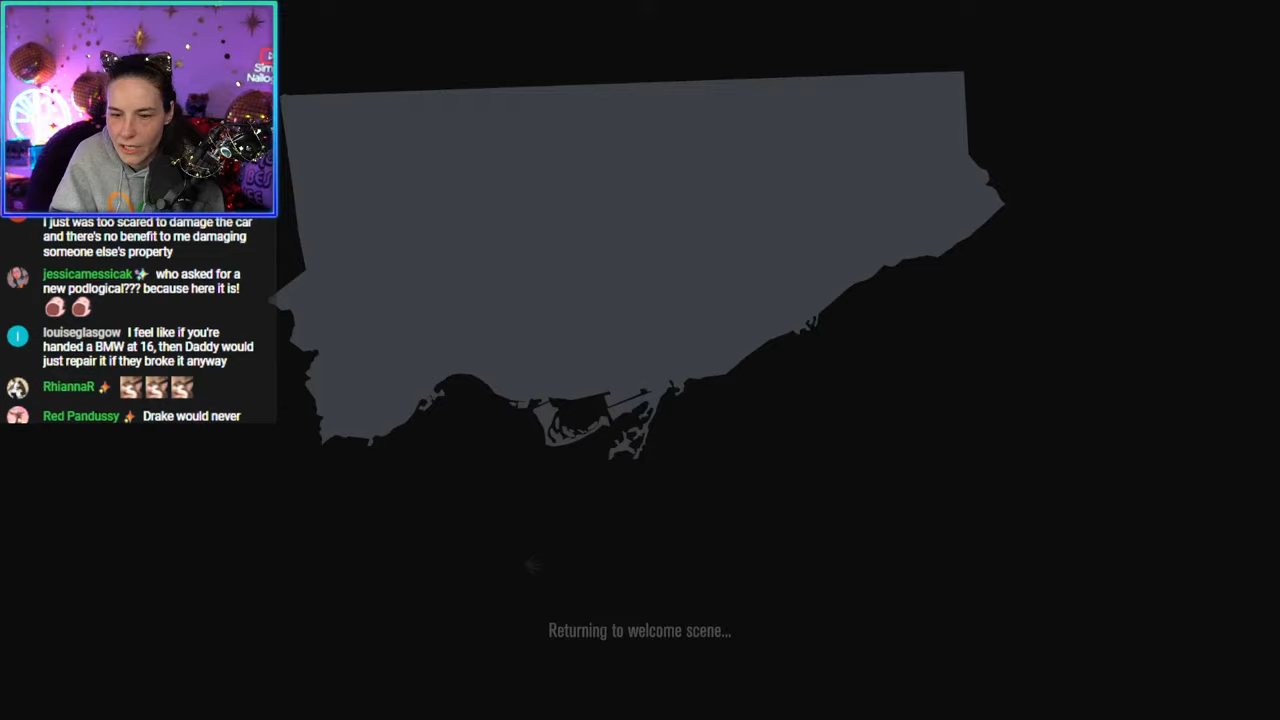 Sim
Nailog
I just was too scared to damage the car
and there's no benefit to me damaging
someone else's property
jessicamessicak who asked for a
new podlogical??? because here it is!
l
louiseglasgow I feel like if you're
handed a BMW at 16, then Daddy would
just repair it if they broke it anyway
RhiannaR
Red Pandussy Drake would never
Returning to welcome scene...